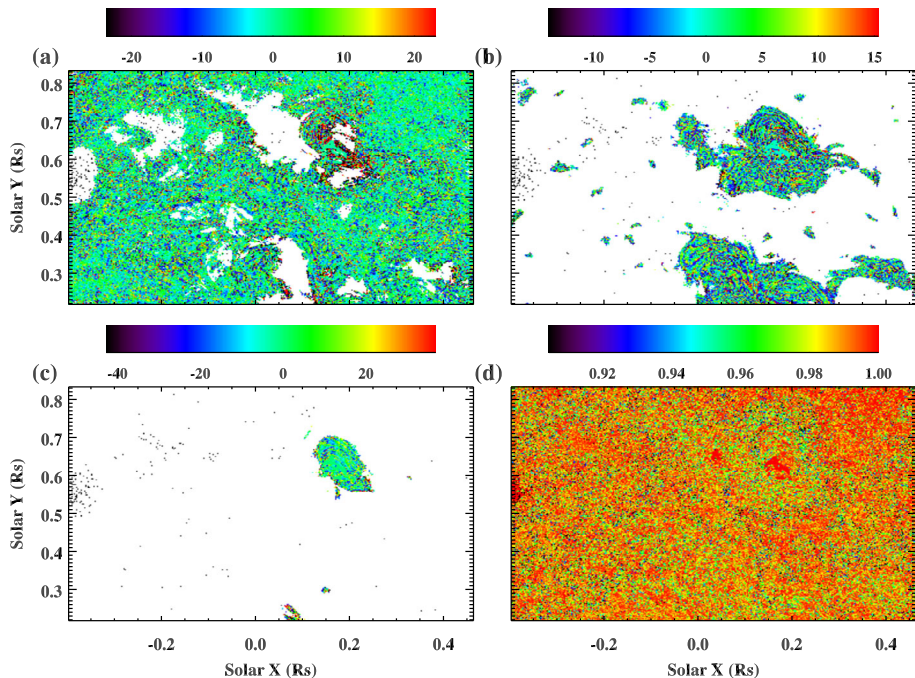 -20 -10 0 10 20
-10 -5 0 5 10 15
(a)
(b)
0.8
0.7
0.6
0.5
0.4
0.3
Solar Y (Rs)
-40 -20 0 20
0.92 0.94 0.96 0.98 1.00
(c)
(d)
0.8
0.7
0.6
0.5
0.4
0.3
Solar Y (Rs)
-0.2 0.0 0.2 0.4
-0.2 0.0 0.2 0.4
Solar X (Rs)
Solar X (Rs)